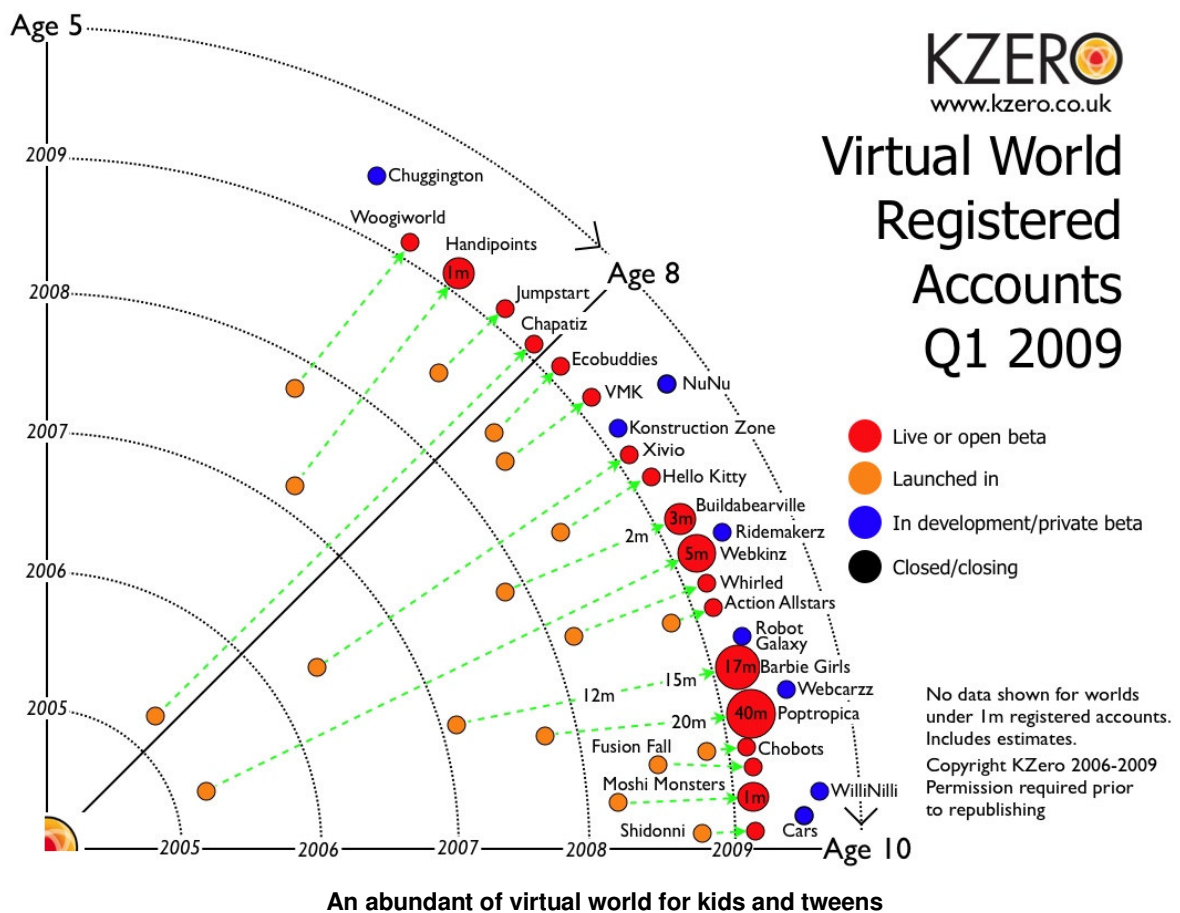 Age 5
KZERO
www.kzero.co.uk
Virtual World
Registered
Accounts
Q1 2009
2009
Chuggington
Woogiworld
Handipoints
1m
Age 8
2008
Jumpstart
Chapatiz
Ecobuddies
NuNu
VMK
Konstruction Zone
2007
Xivio
Hello Kitty
Live or open beta
Launched in
In development/private beta
Closed/closing
Buildabearville
3m
2m
Ridemakerz
5m
Webkinz
2006
Whirled
Action Allstars
Robot
Galaxy
17m
Barbie Girls
15m
12m
Webcarzz
2005
40m
Poptropica
20m
Fusion Fall
Chobots
Moshi Monsters
1m
WilliNilli
Shidonni
Cars
No data shown for worlds
under 1m registered accounts.
Includes estimates.
Copyright KZero 2006-2009
Permission required prior
to republishing
2005
2006
2007
2008
2009
Age 10
An abundant of virtual world for kids and tweens